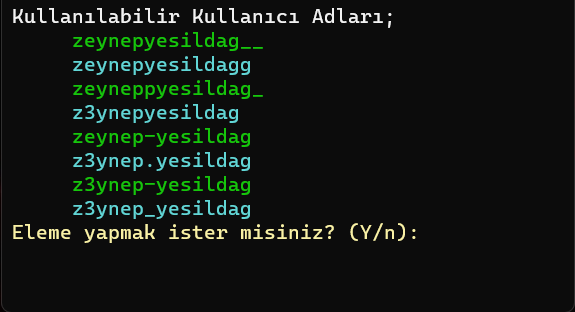 Kullanılabilir Kullanıcı Adları;
zeynepyesildag__
zeynepyesildagg
zeyneppyesildag_
z3ynepyesildag
zeynep-yesildag
z3ynep.yesildag
z3ynep-yesildag
z3ynep_yesildag
Eleme yapmak ister misiniz? (Y/n):